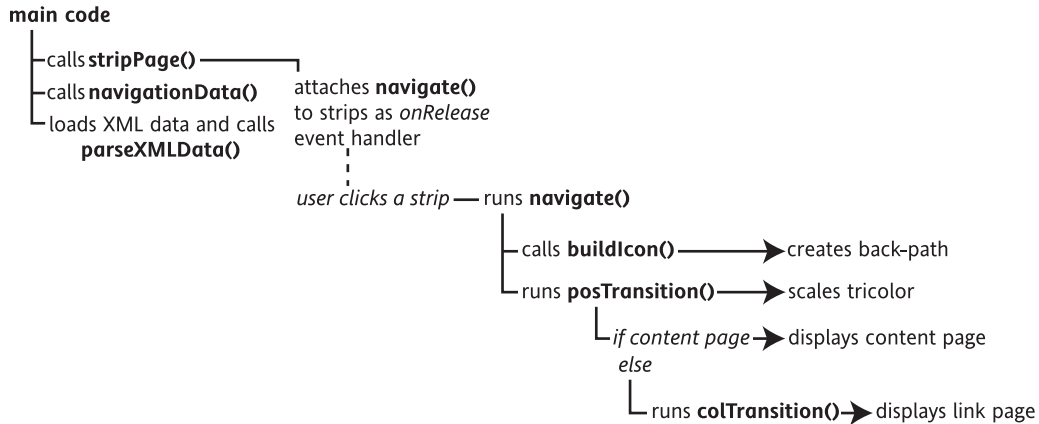 main code
calls stripPage()
calls navigationData()
loads XML data and calls
parseXMLData()
attaches navigate()
to strips as onRelease
event handler
user clicks a strip runs navigate()
calls buildIcon() creates back-path
runs posTransition() scales tricolor
if content page displays content page
else
runs colTransition() displays link page